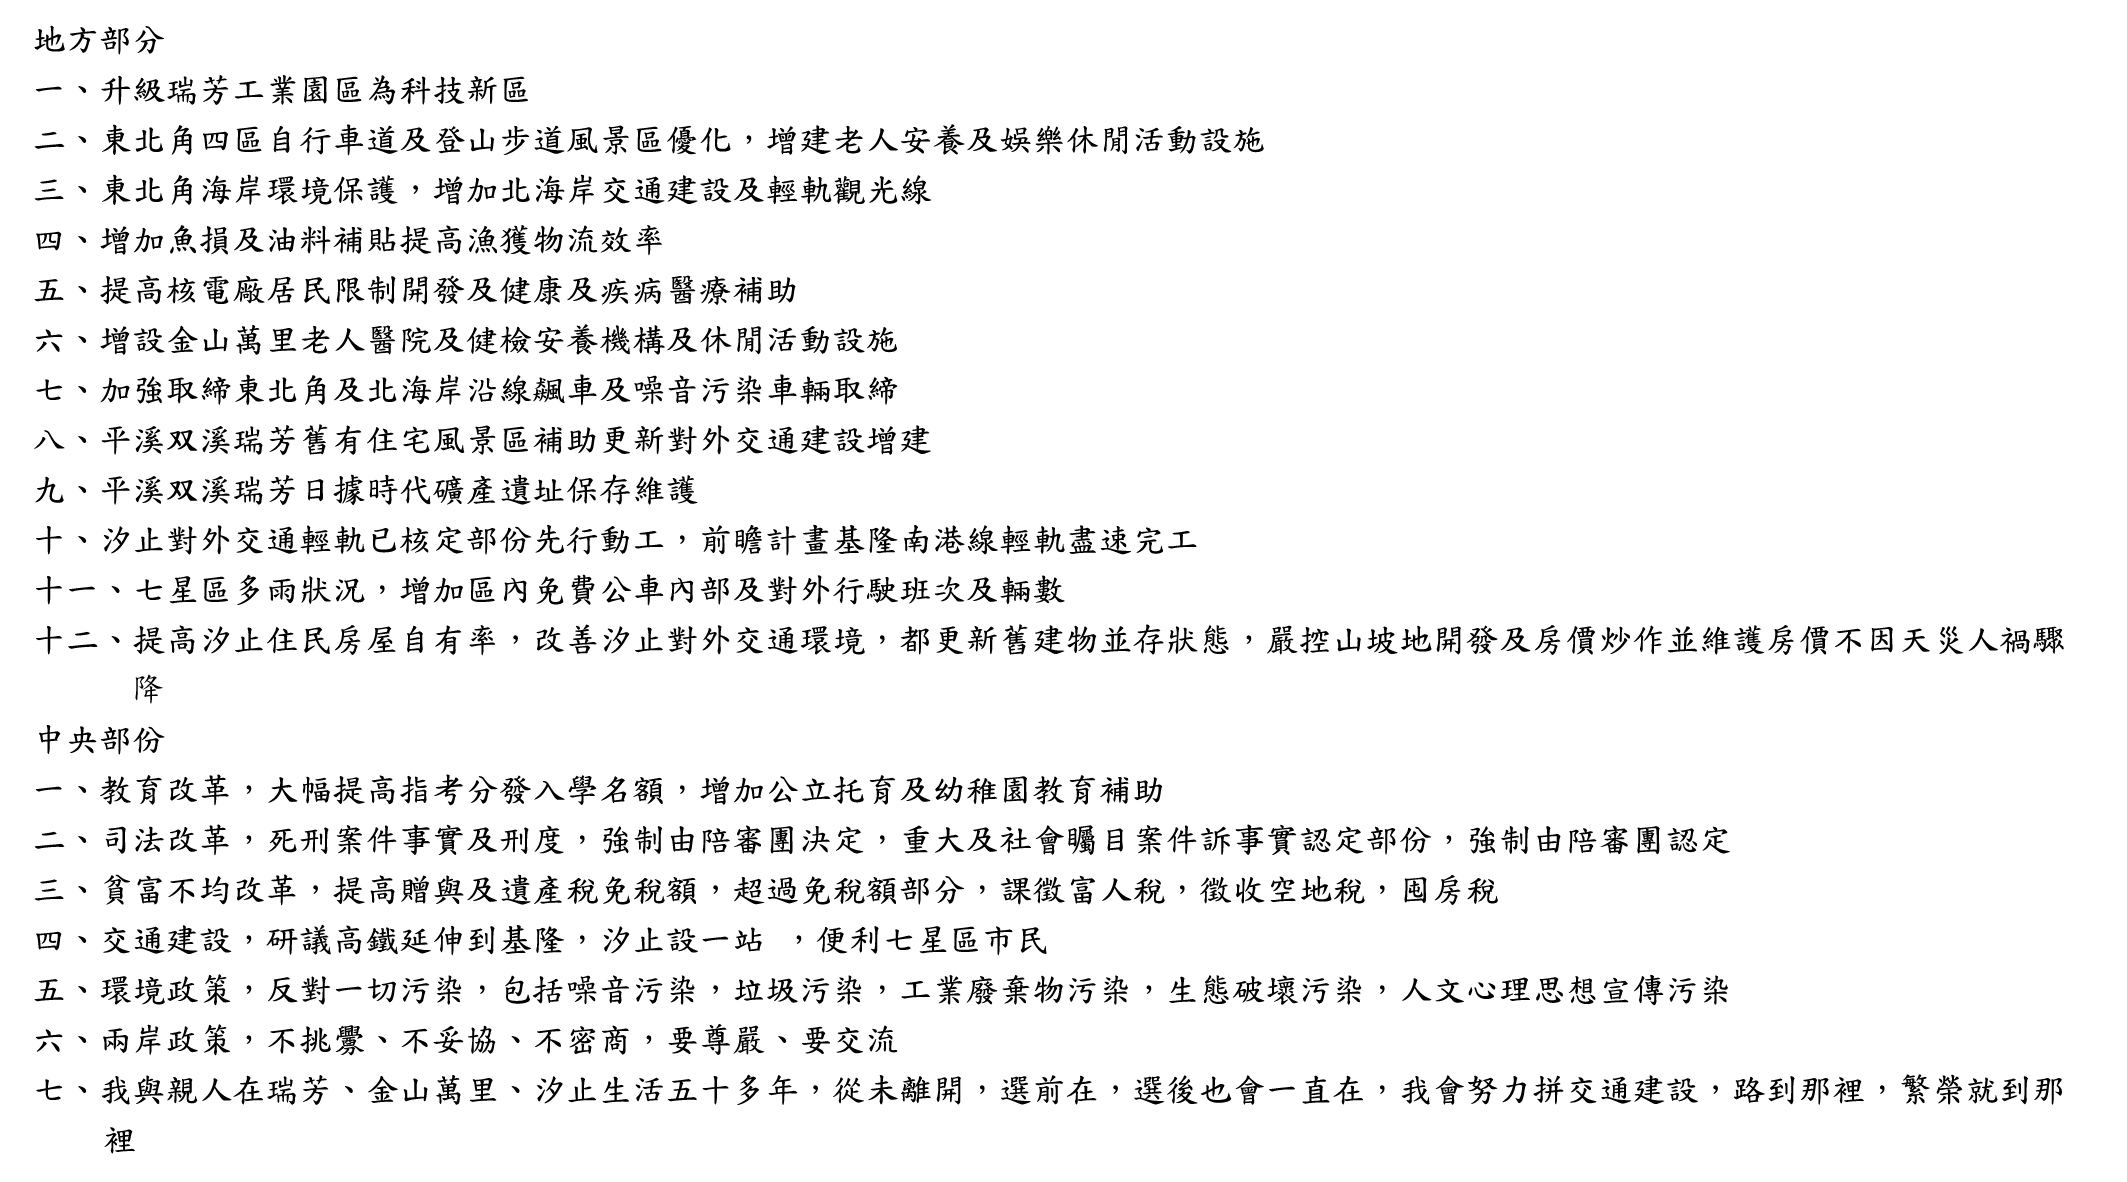 地方部分
一、升級瑞芳工業園區為科技新區
二、東北角四區自行車道及登山步道風景區優化，增建老人安養及娛樂休閒活動設施
三、東北角海岸環境保護，增加北海岸交通建設及輕軌觀光線
四、增加魚損及油料補貼提高漁獲物流效率
五、提高核電廠居民限制開發及健康及疾病醫療補助
六、增設金山萬里老人醫院及健檢安養機構及休閒活動設施
七、加強取締東北角及北海岸沿線飆車及噪音污染車輛取締
八、平溪双溪瑞芳舊有住宅風景區補助更新對外交通建設增建
九、平溪双溪瑞芳日據時代礦產遺址保存維護
十、汐止對外交通輕軌已核定部份先行動工，前瞻計畫基隆南港線輕軌盡速完工
十一、七星區多雨狀況，增加區內免費公車內部及對外行駛班次及輛數
十二、提高汐止住民房屋自有率，改善汐止對外交通環境，都更新舊建物並存狀態，嚴控山坡地開發及房價炒作並維護房價不因天災人禍驟
降
中央部份
一、教育改革，大幅提高指考分發入學名額，增加公立托育及幼稚園教育補助
二、司法改革，死刑案件事實及刑度，強制由陪審團決定，重大及社會矚目案件訴事實認定部份，強制由陪審團認定
三、貧富不均改革，提高贈與及遺產稅免稅額，超過免稅額部分，課徵富人稅，徵收空地稅，囤房稅
四、交通建設，研議高鐵延伸到基隆，汐止設一站 ，便利七星區市民
五、環境政策，反對一切污染，包括噪音污染，垃圾污染，工業廢棄物污染，生態破壞污染，人文心理思想宣傳污染
六、兩岸政策，不挑釁、不妥協、不密商，要尊嚴、要交流
七、我與親人在瑞芳、金山萬里、汐止生活五十多年，從未離開，選前在，選後也會一直在，我會努力拼交通建設，路到那裡，繁榮就到那
裡